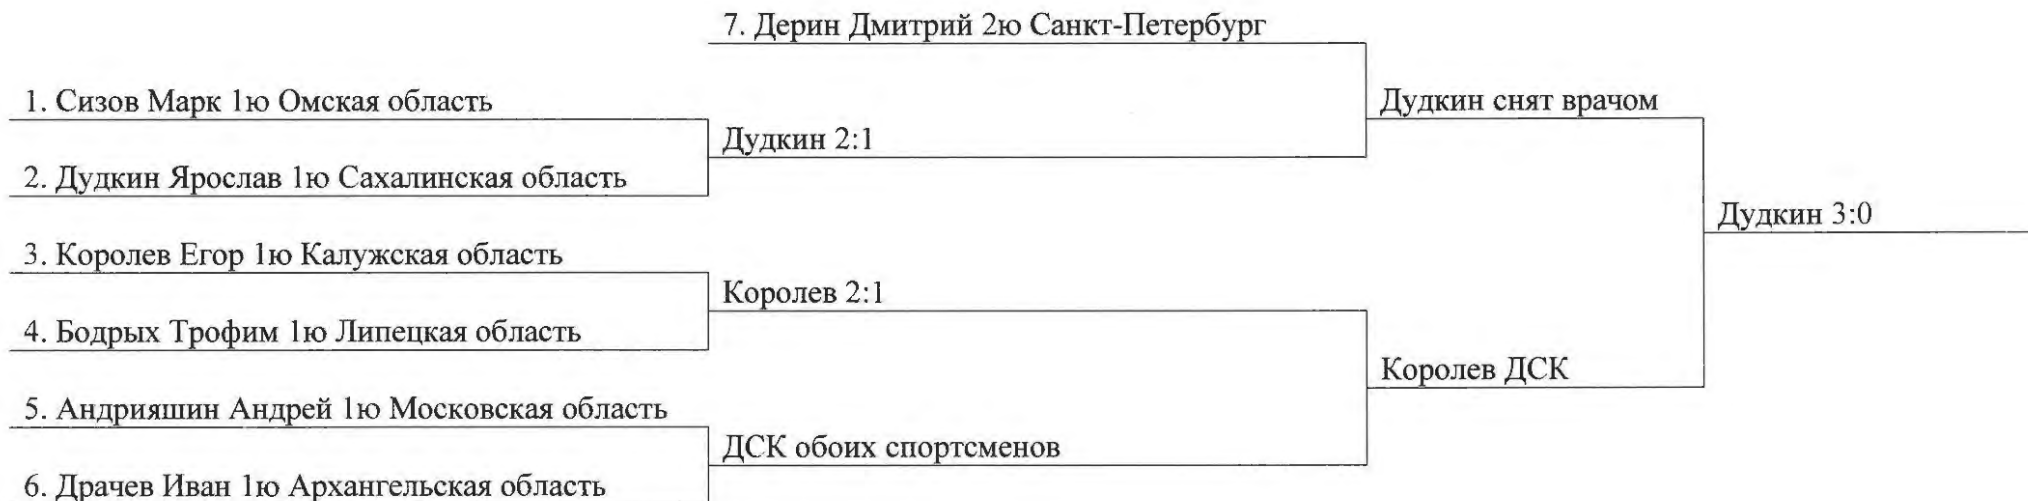 7. Дерин Дмитрий 2ю Санкт-Петербург
1. Сизов Марк 1ю Омская область
Дудкин снят врачом
Дудкин 2:1
2. Дудкин Ярослав 1ю Сахалинская область
Дудкин 3:0
3. Королев Егор 1ю Калужская область
Королев 2:1
4. Бодрых Трофим 1ю Липецкая область
Королев ДСК
5. Андрияшин Андрей 1ю Московская область
ДСК обоих спортсменов
6. Драчев Иван 1ю Архангельская область